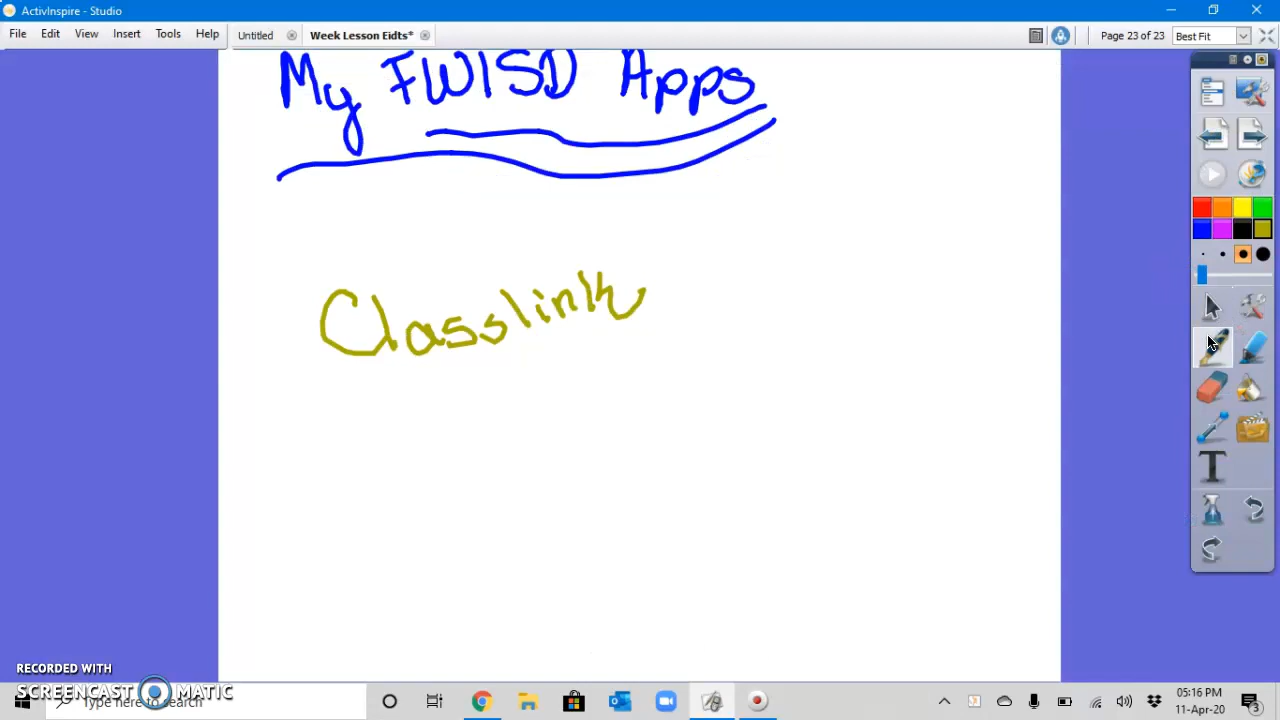 ActivInspire - Studio
File Edit View Insert Tools Help
Untitled Week Lesson Eidts* Page 23 of 23 Best Fit
My FWISD Apps
Classlink
T
RECORDED WITH
SCREENCAST MATIC
Type here to search
05:16 PM
11-Apr-20
3